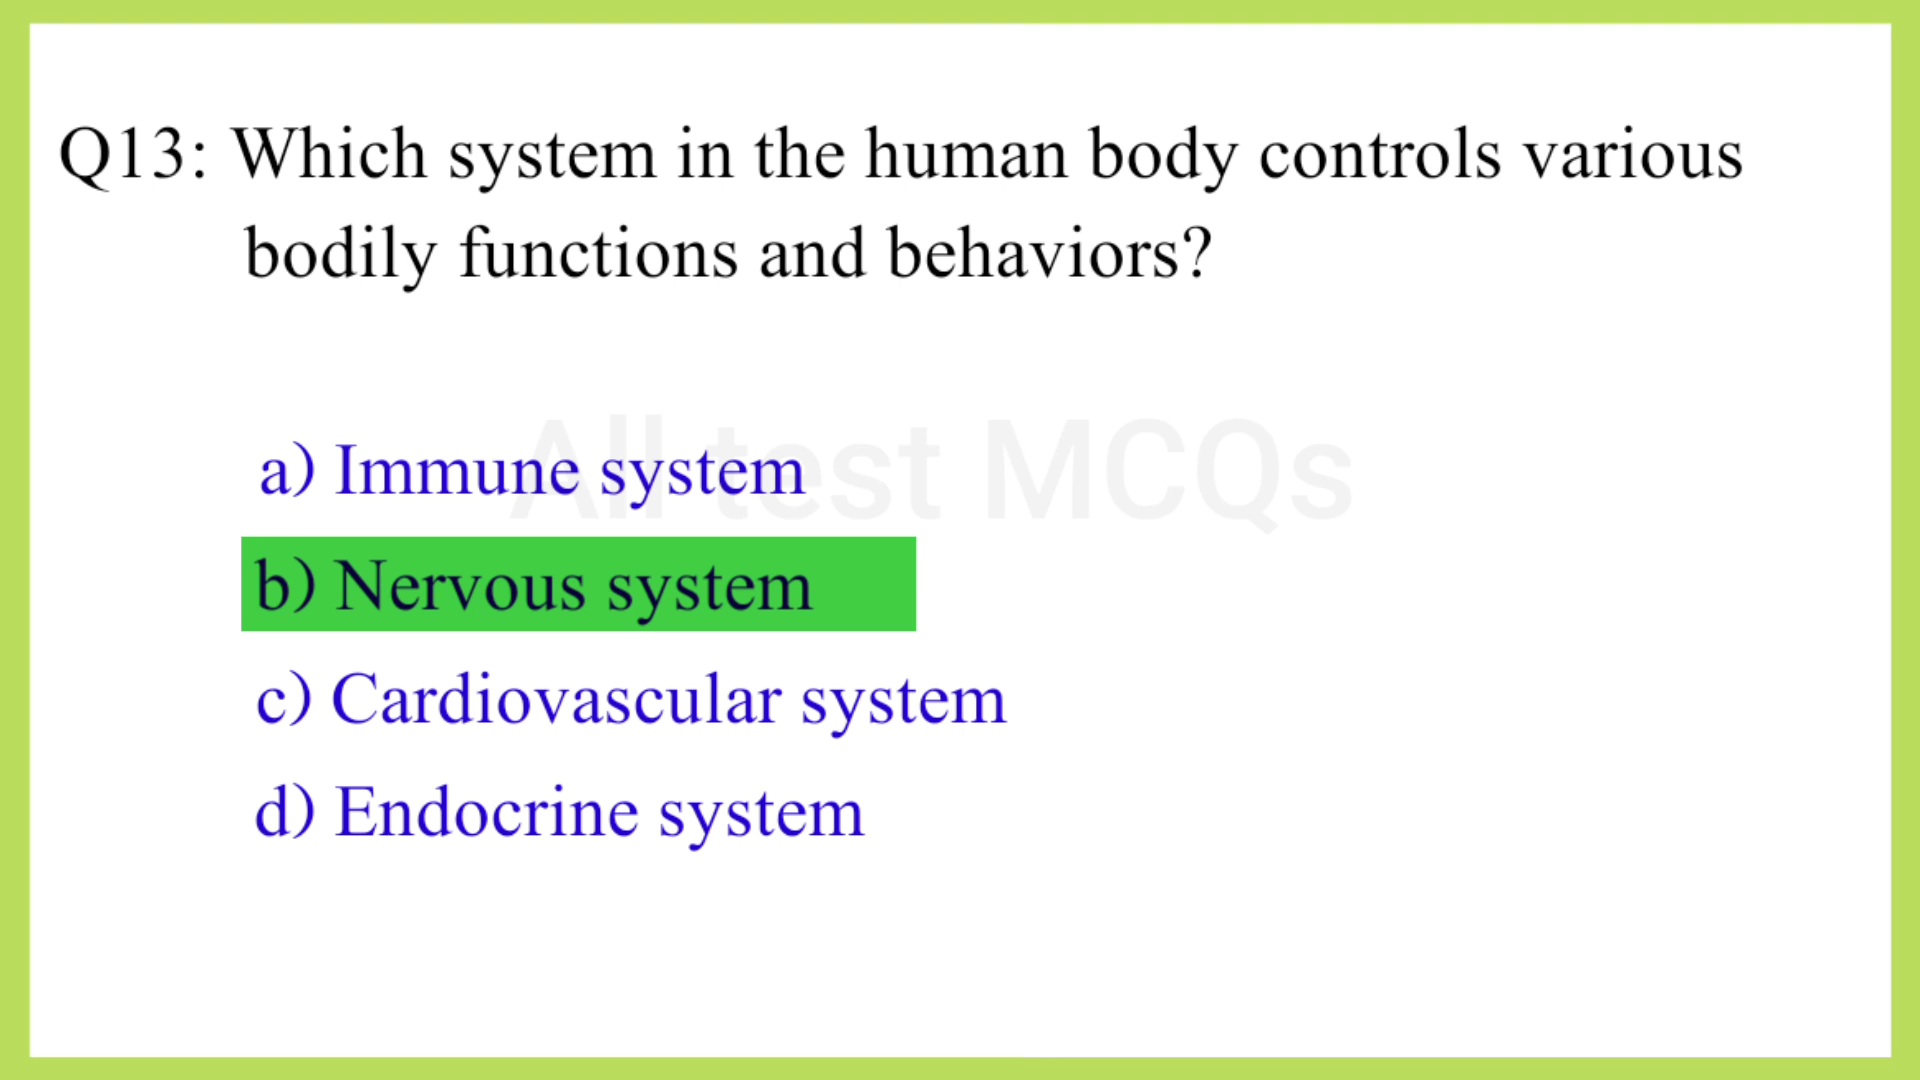 Q13: Which system in the human body controls various
bodily functions and behaviors?
All test MCQs
a) Immune system
b) Nervous system
c) Cardiovascular system
d) Endocrine system